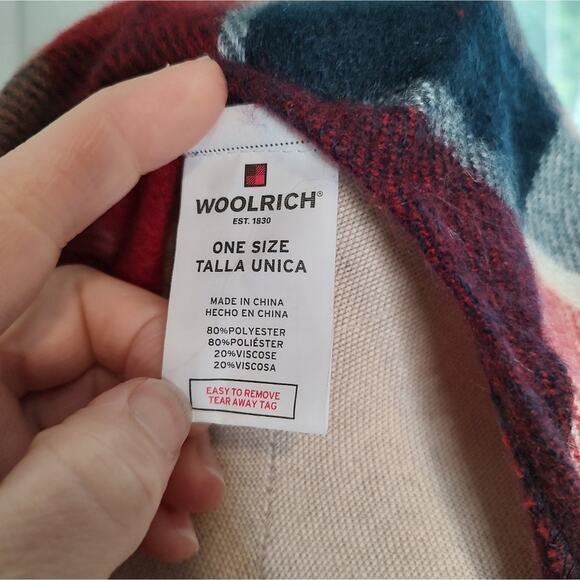 WOOLRICH®
EST. 1830
ONE SIZE
TALLA UNICA
MADE IN CHINA
HECHO EN CHINA
80%POLYESTER
80%POLIÉSTER
20%VISCOSE
20%VISCOSA
EASY TO REMOVE
TEAR AWAY TAG